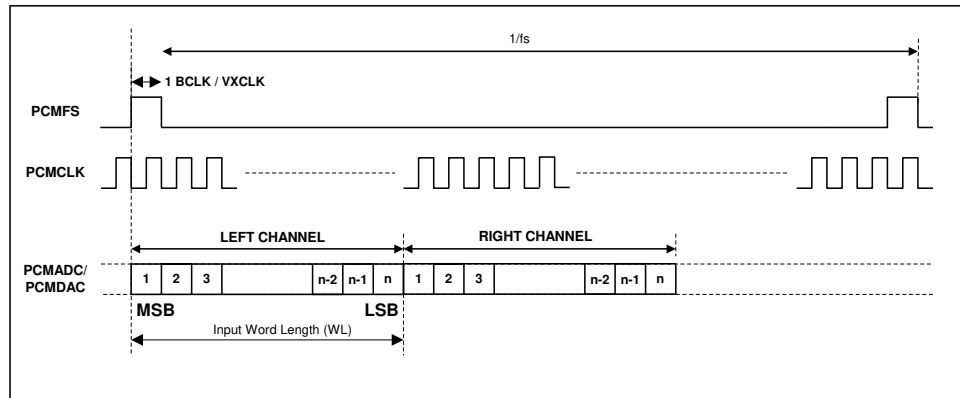 1/fs
1 BCLK / VXCLK
PCMFS
PCMCLK
LEFT CHANNEL RIGHT CHANNEL
PCMADC/
PCMDAC
1 2 3 n-2 n-1 n 1 2 3 n-2 n-1 n
MSB LSB
Input Word Length (WL)